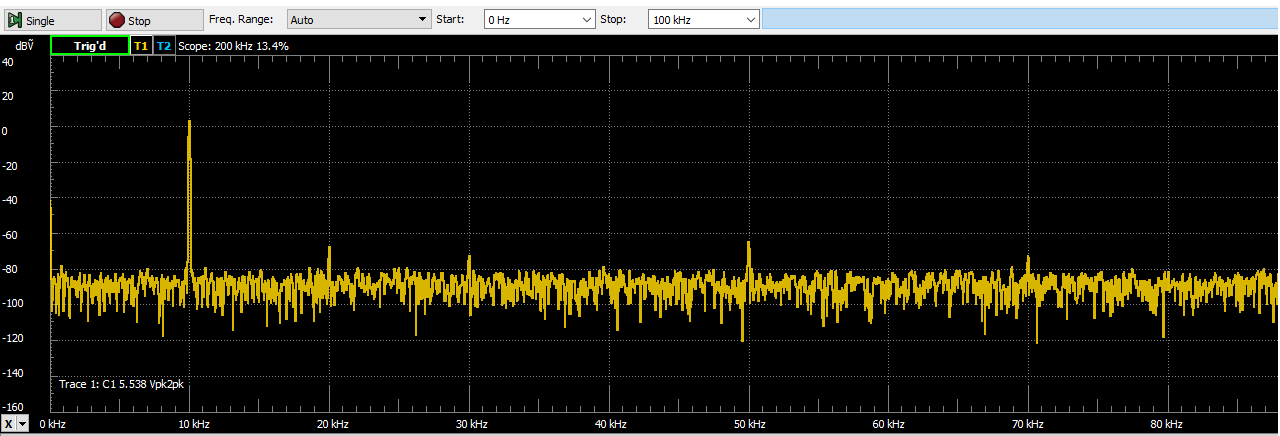 Single Stop Freq. Range: Auto Start: 0 Hz Stop: 100 kHz
dBṼ Trig'd T1 T2 Scope: 200 kHz 13.4%
40
20
0
-20
-40
-60
-80
-100
-120
-140
Trace 1: C1 5.538 Vpk2pk
-160
X 0 kHz 10 kHz 20 kHz 30 kHz 40 kHz 50 kHz 60 kHz 70 kHz 80 kHz